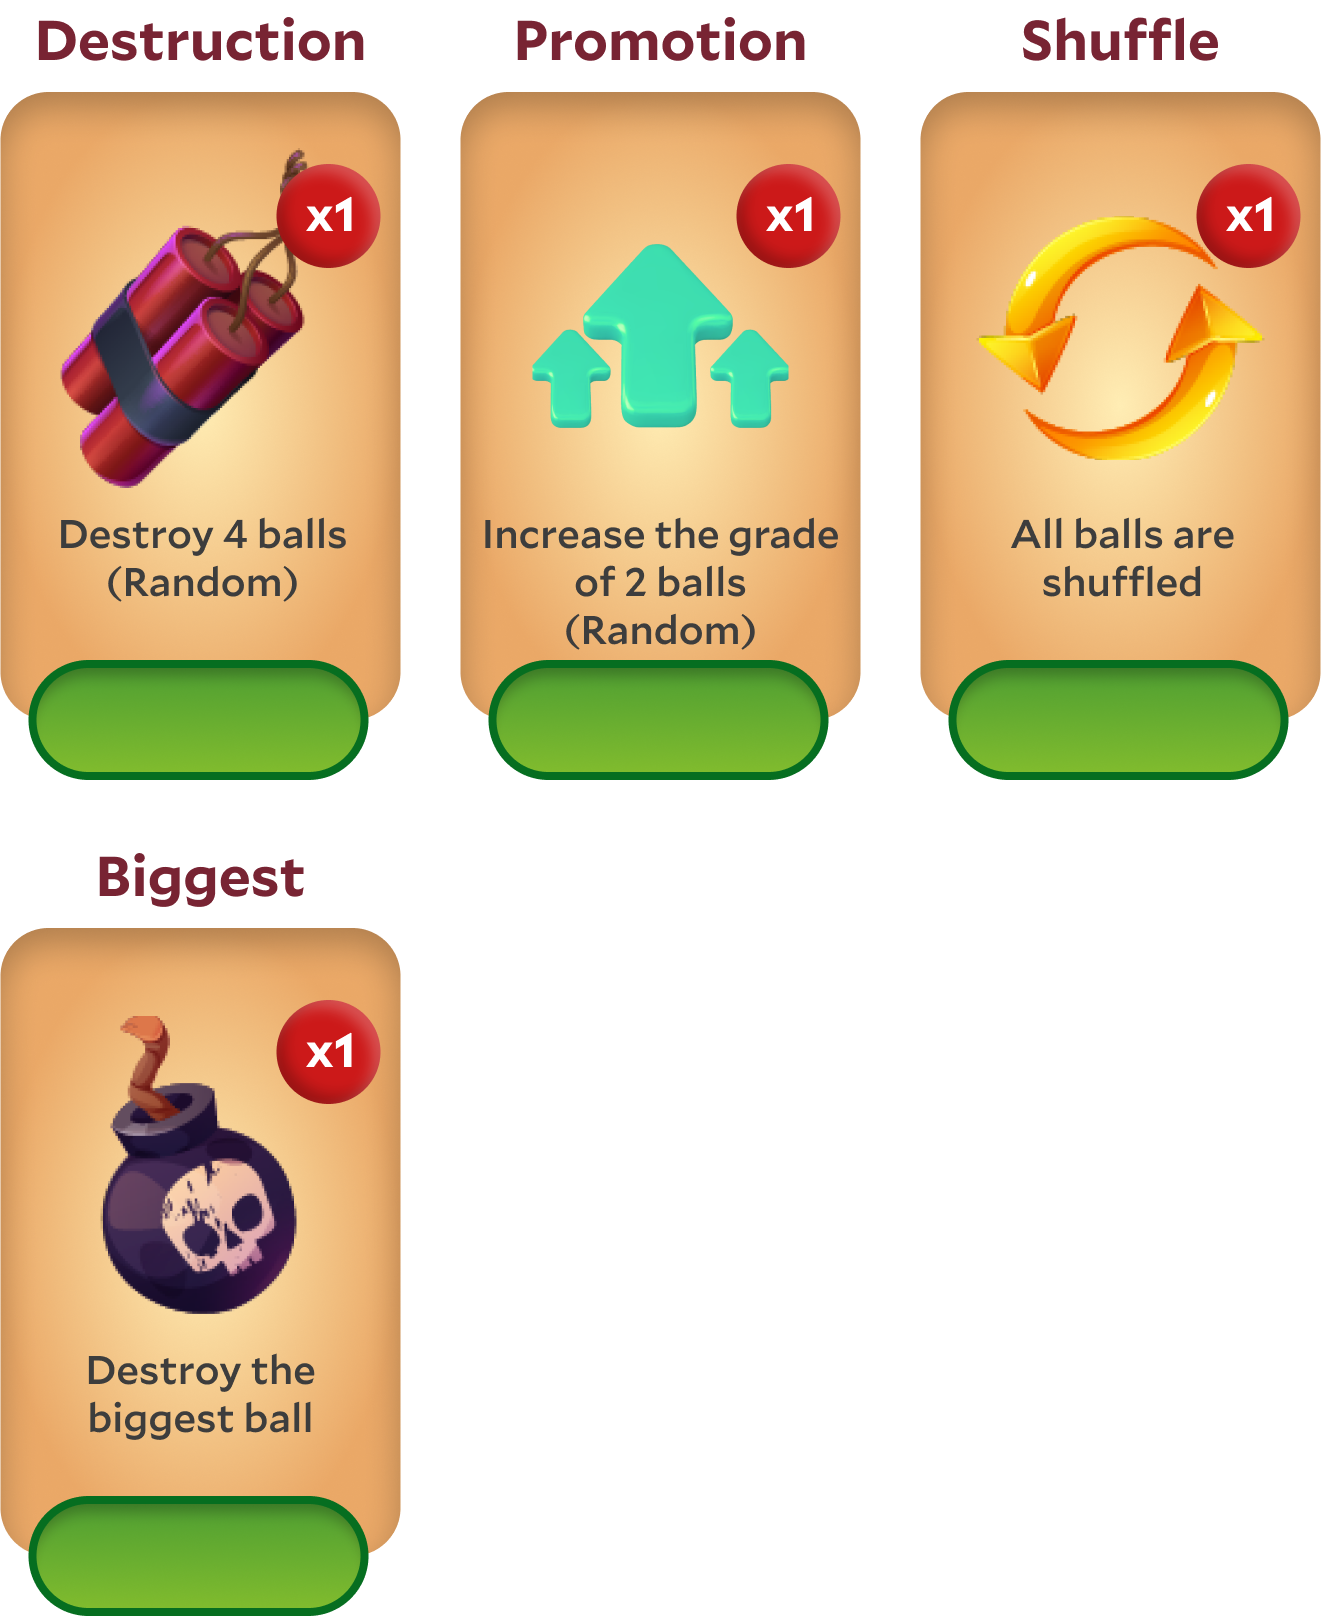 Destruction
Promotion
Shuffle
x1
x1
x1
Destroy 4 balls
(Random)
Increase the grade
of 2 balls
(Random)
All balls are
shuffled
Biggest
x1
Destroy the
biggest ball